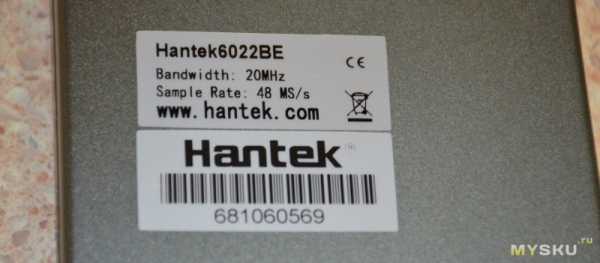 Hantek6022BE
CE
Bandwidth: 20MHz
Sample Rate: 48 MS/s
www.hantek.com
Hantek®
681060569
MYSKU.ru